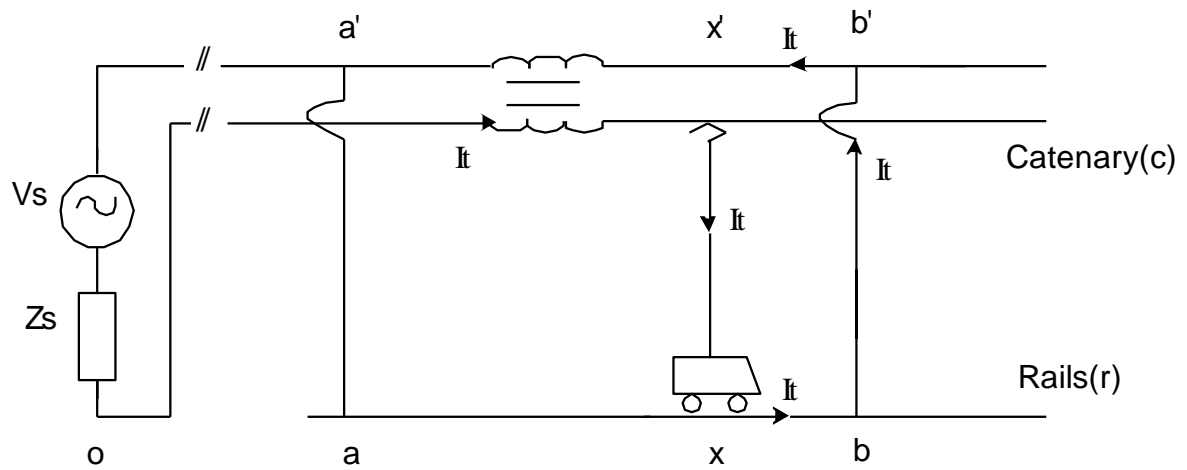 a'
x'
b'
It
It
Vs
It
Catenary(c)
It
Zs
It
Rails(r)
o
a
x
b